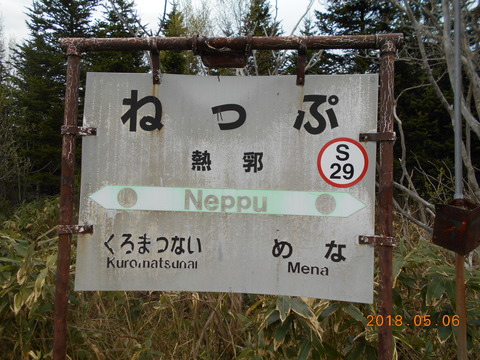 ねっぷ
熱郛
S
29
Neppu
くろまつない めな
Kuromatsunai Mena
2018.05.06